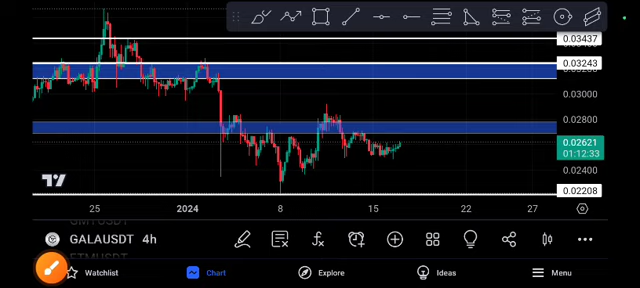 0.03437
0.03243
0.03000
0.02800
0.02621
01:12:33
0.02400
0.02208
25
2024
8
15
22
27
GALAUSDT 4h
Watchlist
Chart
Explore
Ideas
Menu